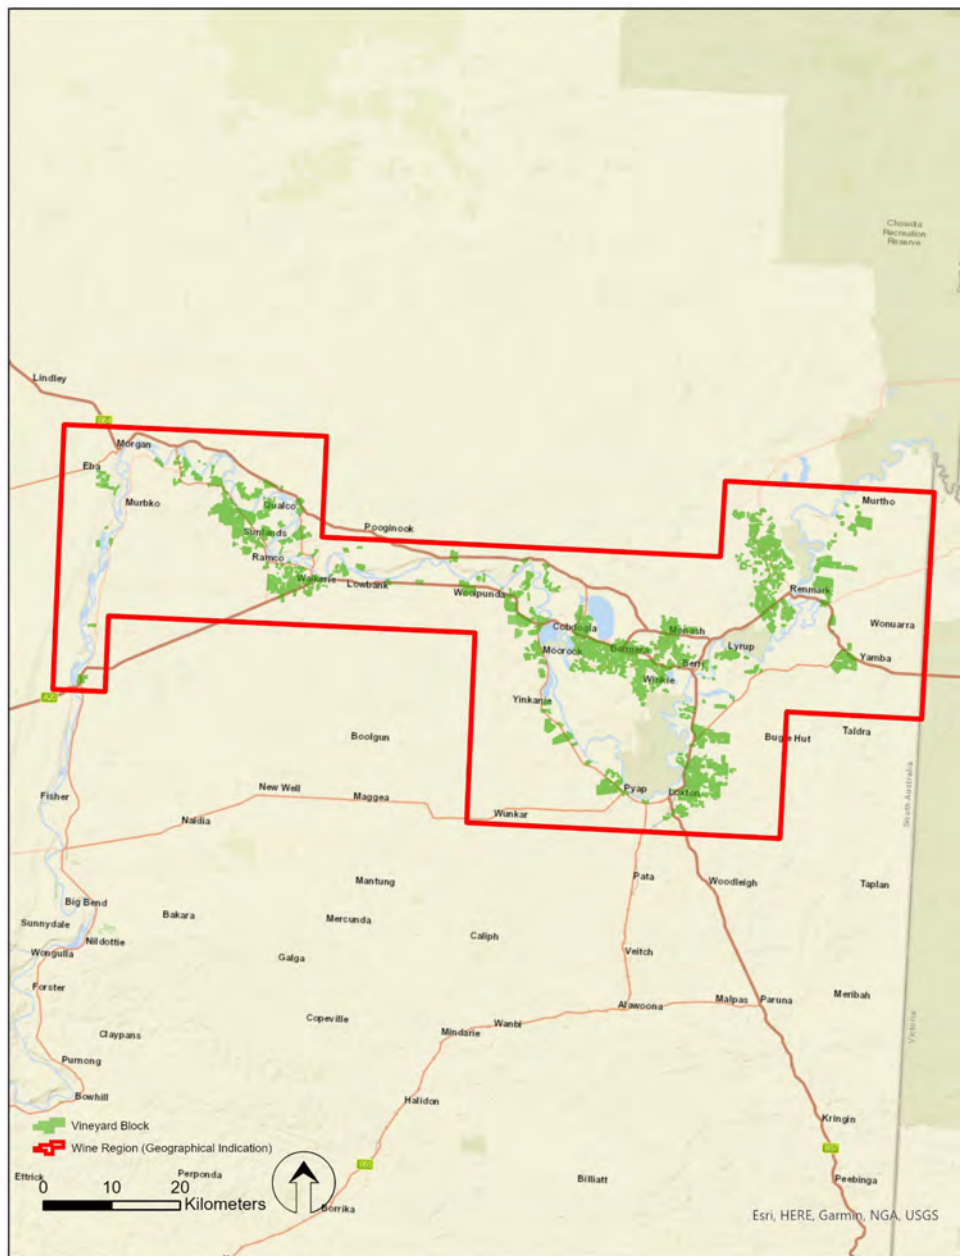 Chowilla
Recreation
Reserve
Lindley
Morgan
Eba
Murbko
Qualco
Murtho
Pooginook
Sunlands
Ramco
Waikerie
Lowbank
Woolpunda
Renmark
Cobdogla
Monash
Wonuarra
Moorook
Barmera
Lyrup
Berri
Yamba
Winkie
Yinkanie
Boolgun
Bugle Hut
Taldra
South Australia
Fisher
New Well
Maggea
Pyap
Loxton
Wunkar
Naidia
Pata
Woodleigh
Taplan
Mantung
Big Bend
Bakara
Mercunda
Sunnydale
Caliph
Nildottie
Wongulla
Galga
Veitch
Forster
Meribah
Malpas
Paruna
Alawoona
Copeville
Wanbi
Mindarie
Claypans
Victoria
Purnong
Bowhill
Halidon
Kringin
Vineyard Block
Wine Region (Geographical Indication)
Ettrick
Perponda
Billiatt
Peebinga
0 10 20
Kilometers
Borrika
Esri, HERE, Garmin, NGA, USGS